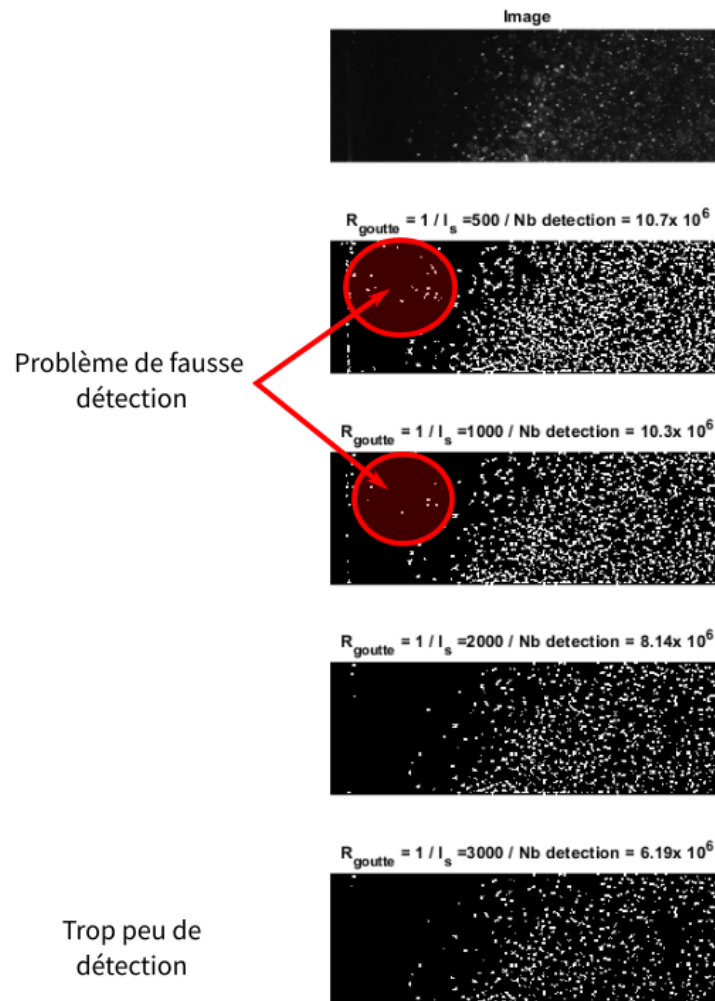 Image
R_goutte = 1 / I_s =500 / Nb detection = 10.7x 10^6
Problème de fausse
détection
R_goutte = 1 / I_s =1000 / Nb detection = 10.3x 10^6
R_goutte = 1 / I_s =2000 / Nb detection = 8.14x 10^6
R_goutte = 1 / I_s =3000 / Nb detection = 6.19x 10^6
Trop peu de
détection